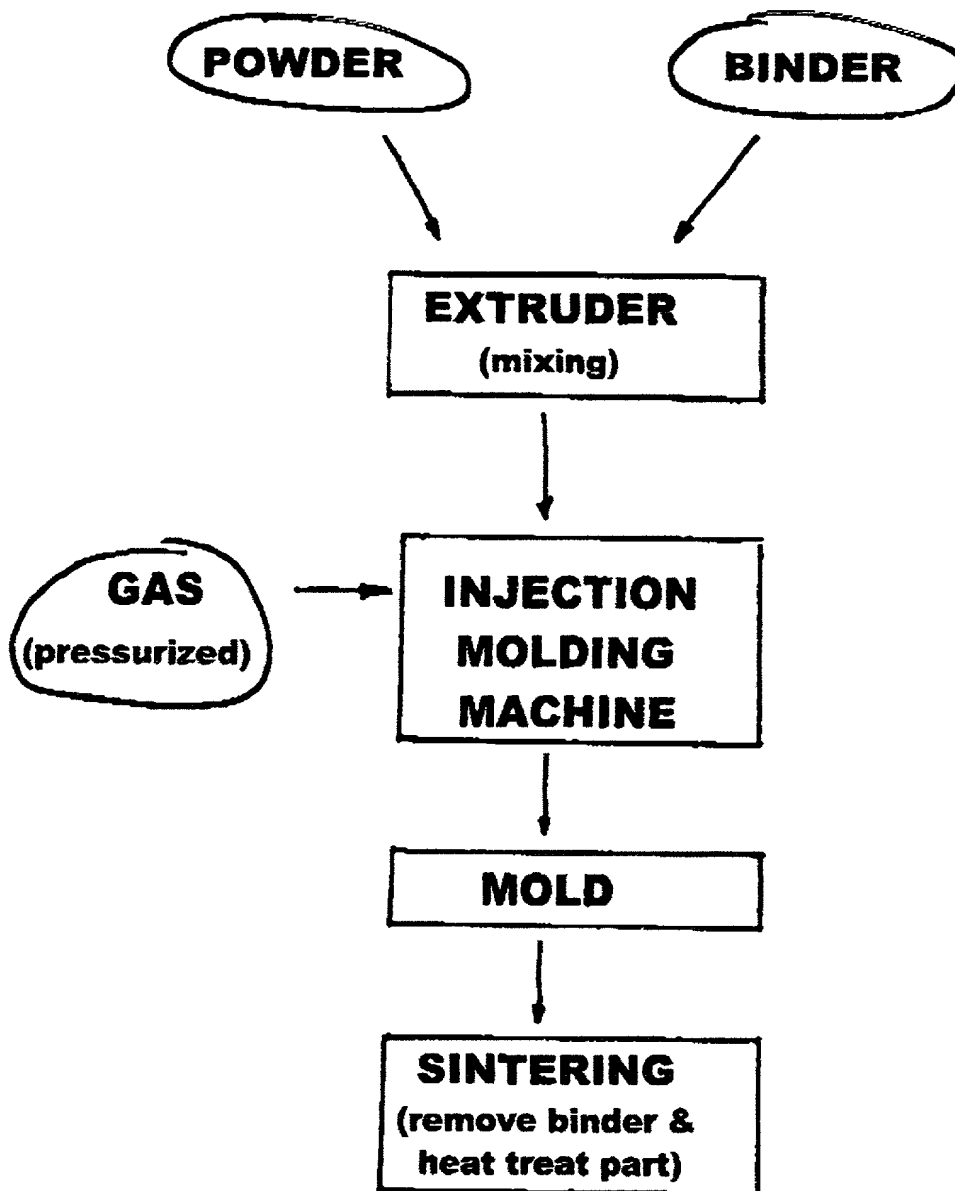 POWDER
BINDER
EXTRUDER
(mixing)
GAS
(pressurized)
INJECTION
MOLDING
MACHINE
MOLD
SINTERING
(remove binder &
heat treat part)